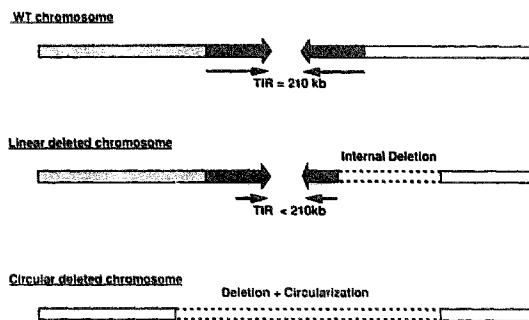 WT chromosome
TIR = 210 kb
Linear deleted chromosome
Internal Deletion
TIR < 210kb
Circular deleted chromosome
Deletion + Circularization